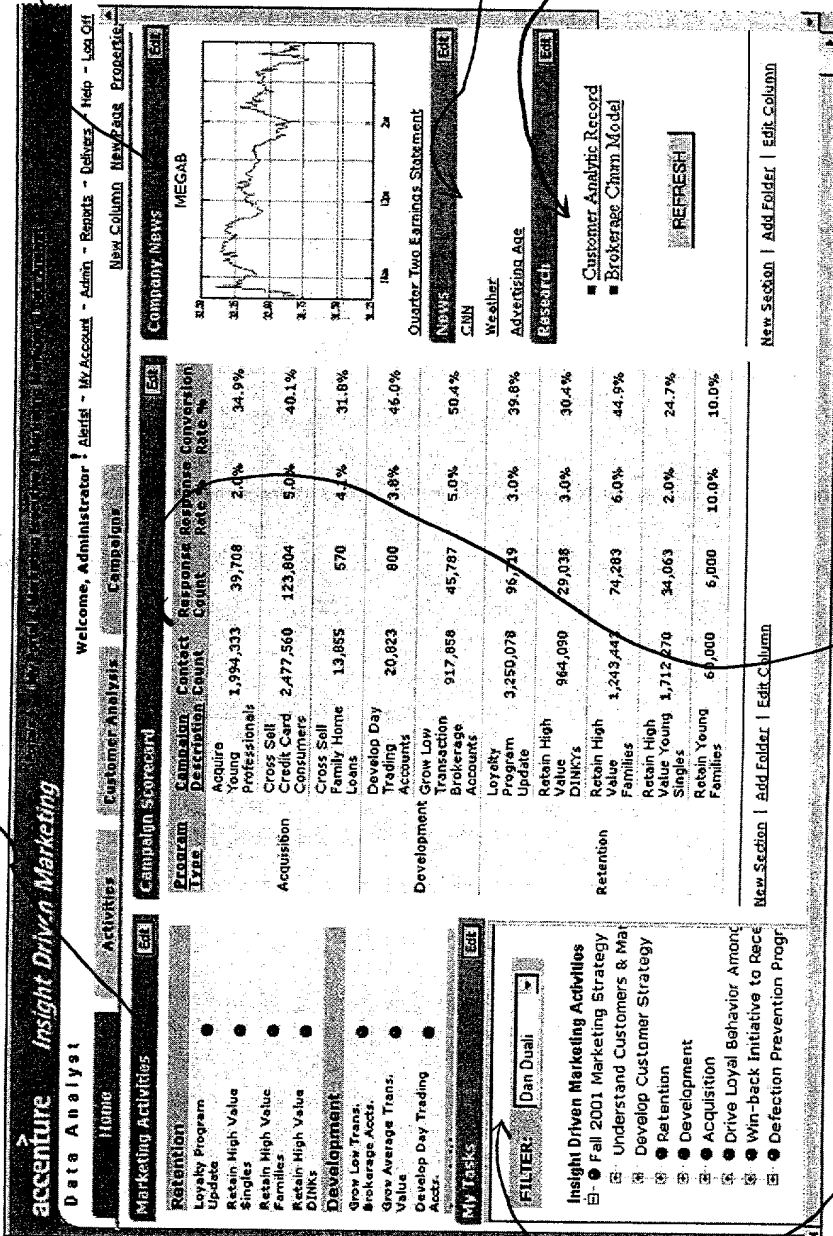 accenture Insight Driven Marketing
Data Analyst
Welcome, Administrator ! Alerts! - My Account - Admin - Reports - Delivers - Help - Log Off
Home
Activities
Customer Analysis
Campaigns
New Column New Page Propertie
Marketing Activities
Edit
Retention
Loyalty Program
Update
Retain High Value
Singles
Retain High Value
Families
Retain High Value
DINKs
Development
Grow Low Trans.
Brokerage Accts.
Grow Average Trans.
Value
Develop Day Trading
Accts.
My Tasks
Edit
FILTER:
Dan Duali
Insight Driven Marketing Activities
Fall 2001 Marketing Strategy
Understand Customers & Mar
Develop Customer Strategy
Retention
Development
Acquisition
Drive Loyal Behavior Among
Win-back Initiative to Rece
Defection Prevention Progr
Campaign Scorecard
Edit
Program Type Campaign Description Contact Count Response Count Response Rate % Conversion Rate %
Acquisition
Acquire Young Professionals 1,994,333 39,708 2.0% 34.9%
Cross Sell Credit Card Consumers 2,477,560 123,804 5.0% 40.1%
Cross Sell Family Home Loans 13,855 570 4.1% 31.8%
Development
Develop Day Trading Accounts 20,823 800 3.8% 46.0%
Grow Low Transaction Brokerage Accounts 917,858 45,787 5.0% 50.4%
Retention
Loyalty Program Update 3,250,078 96,719 3.0% 39.8%
Retain High Value DINKYs 964,090 29,038 3.0% 30.4%
Retain High Value Families 74,283 6.0% 44.9%
Retain High Value Young Singles 1,712,270 34,063 2.0% 24.7%
Retain Young Families 60,000 6,000 10.0% 10.0%
New Section | Add Folder | Edit Column
Company News
Edit
MEGAB
Quarter Two Earnings Statement
News
Edit
CNN
Weather
Advertising Age
Research
Edit
Customer Analytic Record
Brokerage Churn Model
REFRESH
New Section | Add Folder | Edit Column